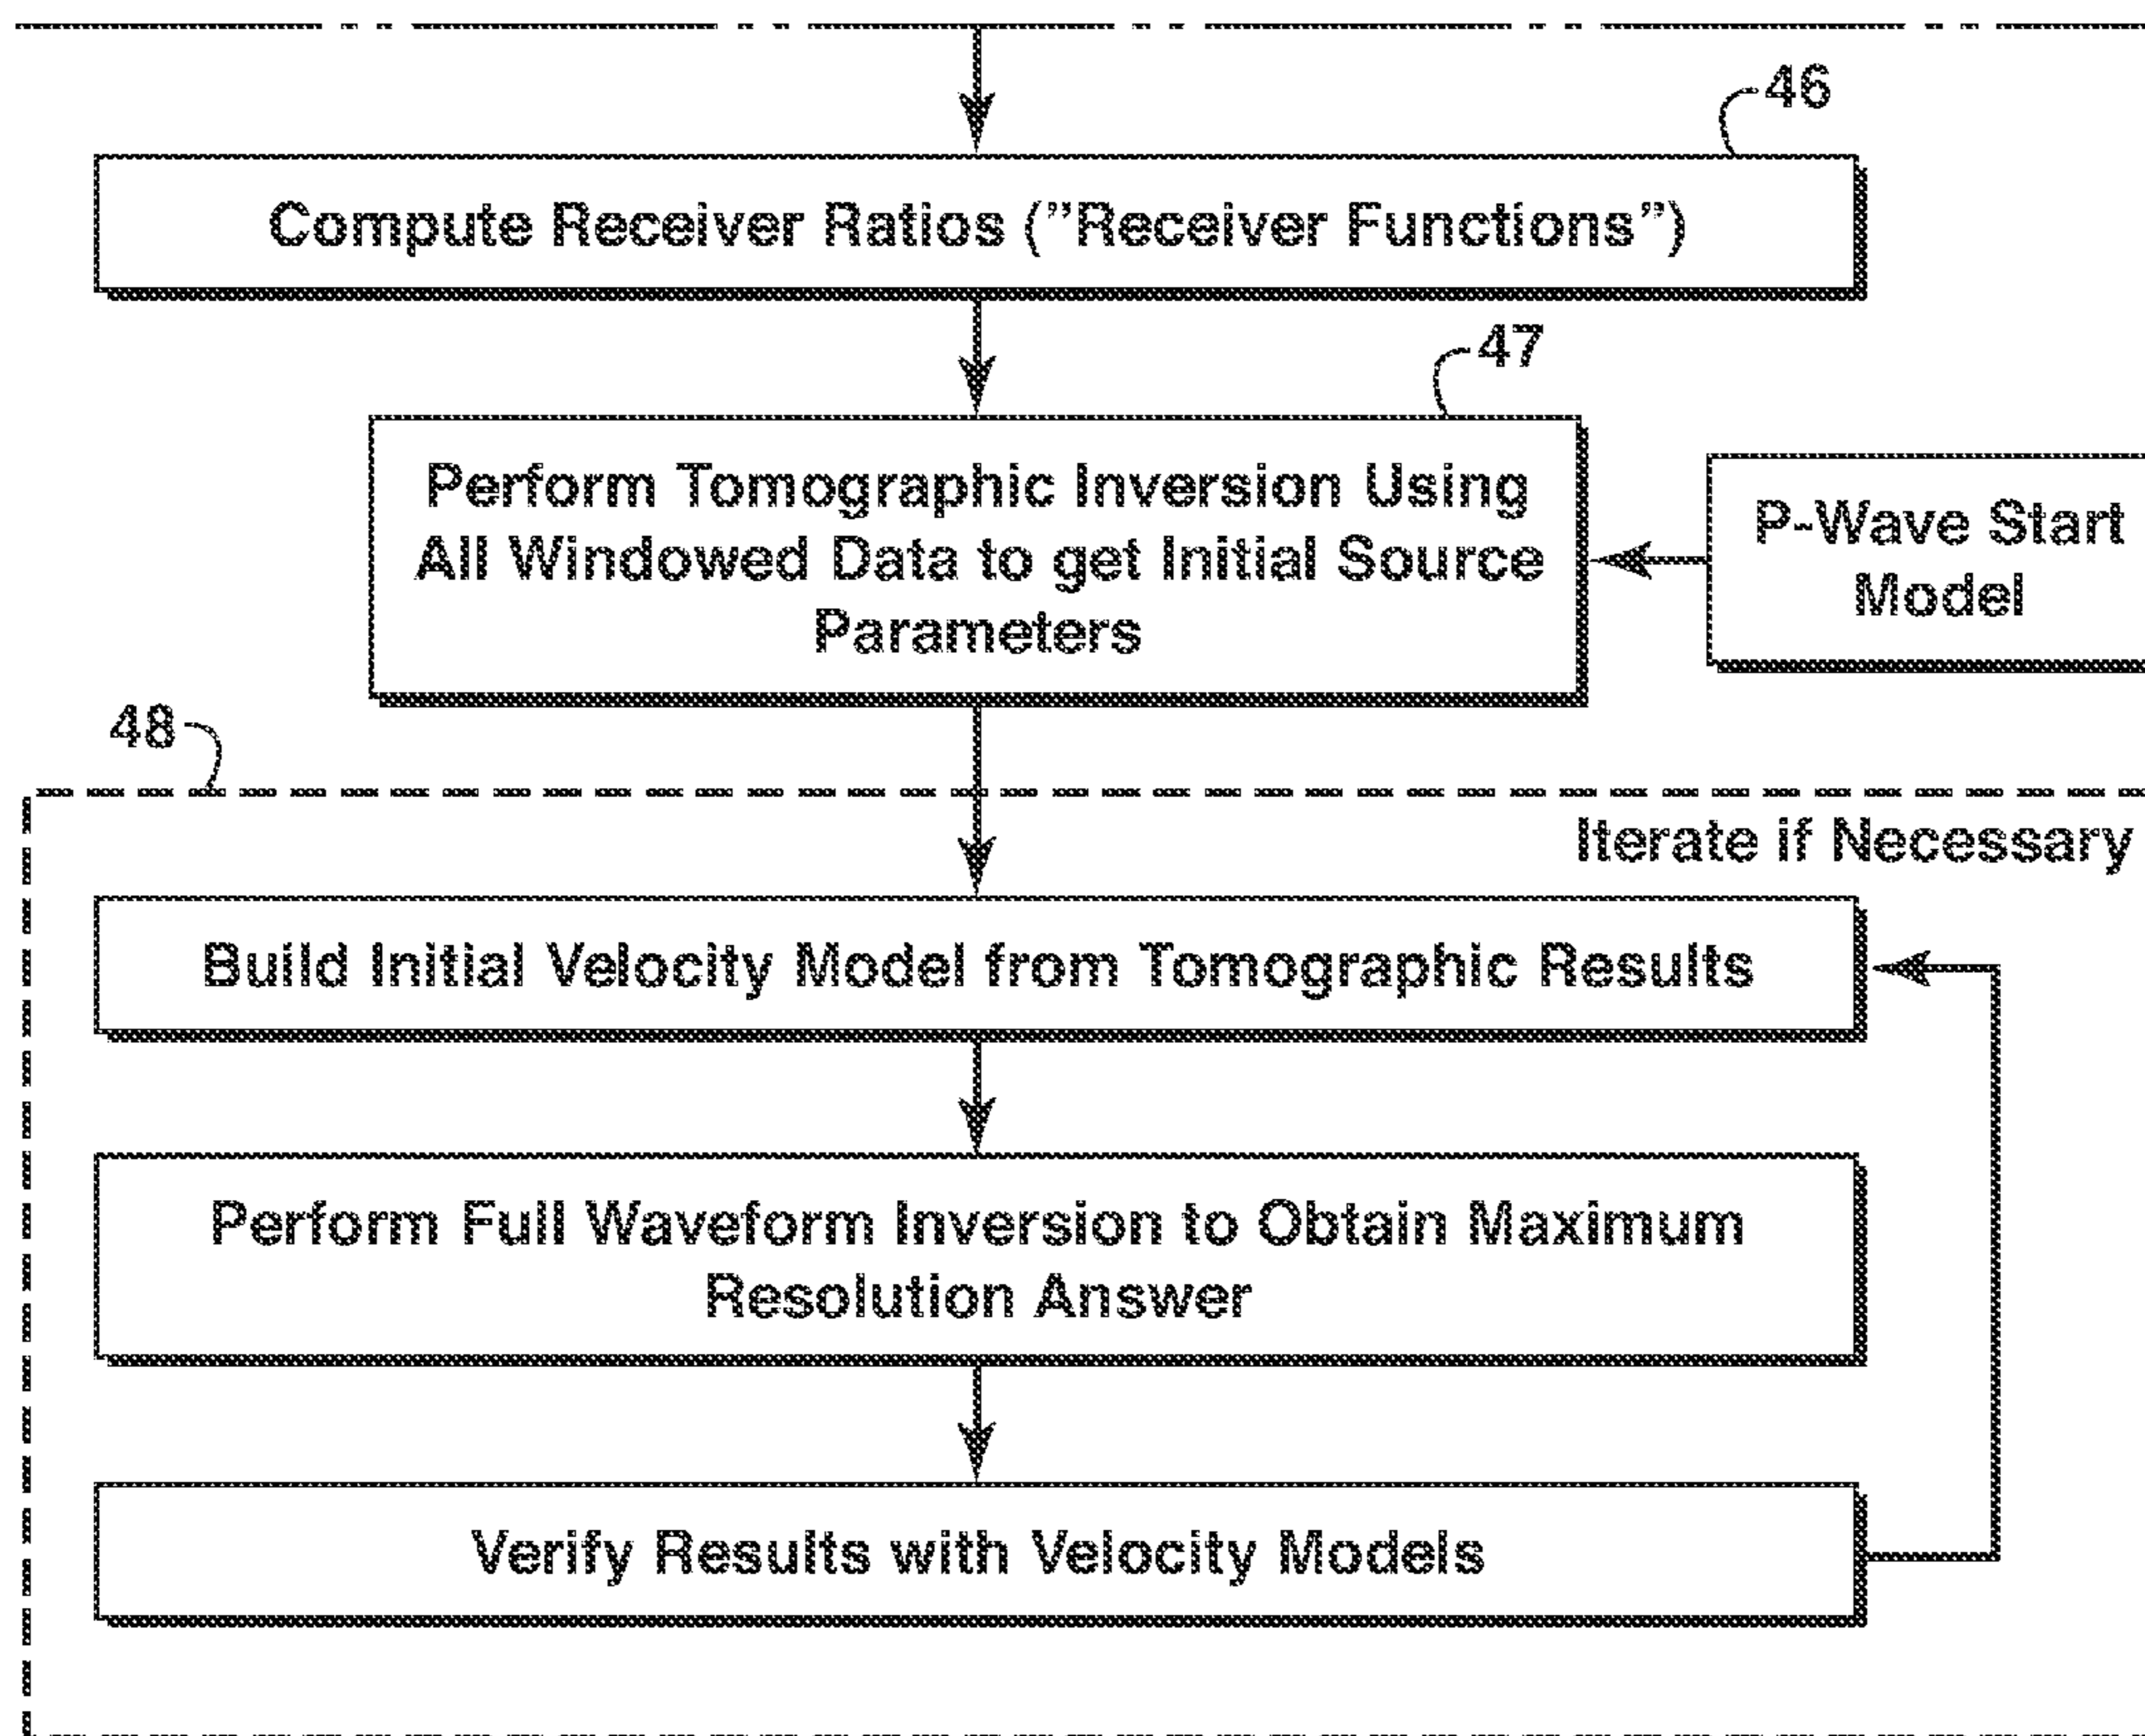 46
Compute Receiver Ratios ("Receiver Functions")
47
Perform Tomographic Inversion Using
All Windowed Data to get Initial Source
Parameters
P-Wave Start
Model
48
Iterate if Necessary
Build Initial Velocity Model from Tomographic Results
Perform Full Waveform Inversion to Obtain Maximum
Resolution Answer
Verify Results with Velocity Models